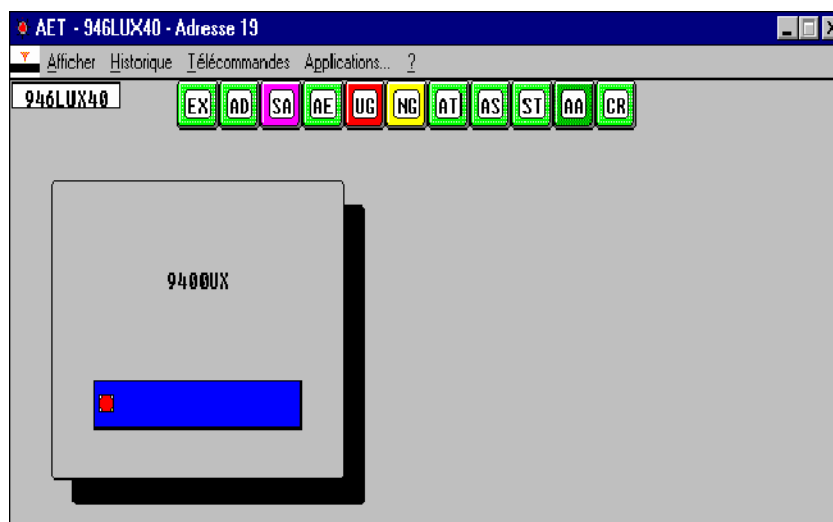 AET - 946LUX40 - Adresse 19
Afficher Historique Télécommandes Applications... ?
946LUX40 EX AD SA AE UG NG AT AS ST AA CR
9400UX